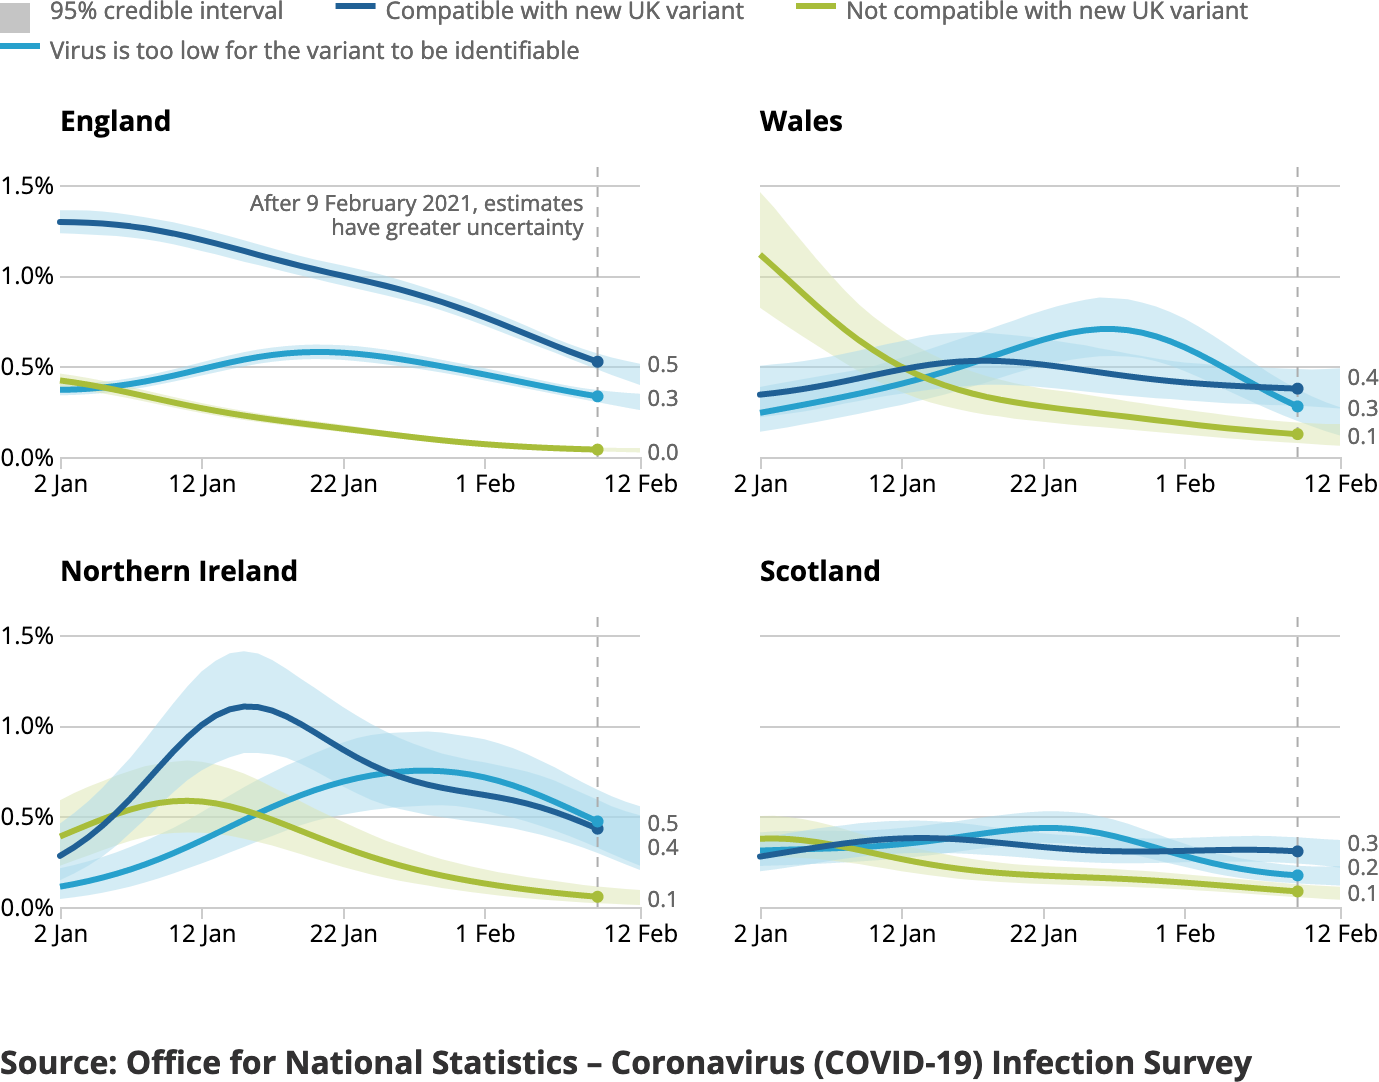 95% credible interval
Compatible with new UK variant
Not compatible with new UK variant
Virus is too low for the variant to be identifiable
England
1.5%
1.0%
0.5%
0.0%
After 9 February 2021, estimates
have greater uncertainty
0.5
0.3
0.0
2 Jan
12 Jan
22 Jan
1 Feb
12 Feb
Wales
0.4
0.3
0.1
2 Jan
12 Jan
22 Jan
1 Feb
12 Feb
Northern Ireland
1.5%
1.0%
0.5%
0.0%
0.5
0.4
0.1
2 Jan
12 Jan
22 Jan
1 Feb
12 Feb
Scotland
0.3
0.2
0.1
2 Jan
12 Jan
22 Jan
1 Feb
12 Feb
Source: Office for National Statistics – Coronavirus (COVID-19) Infection Survey